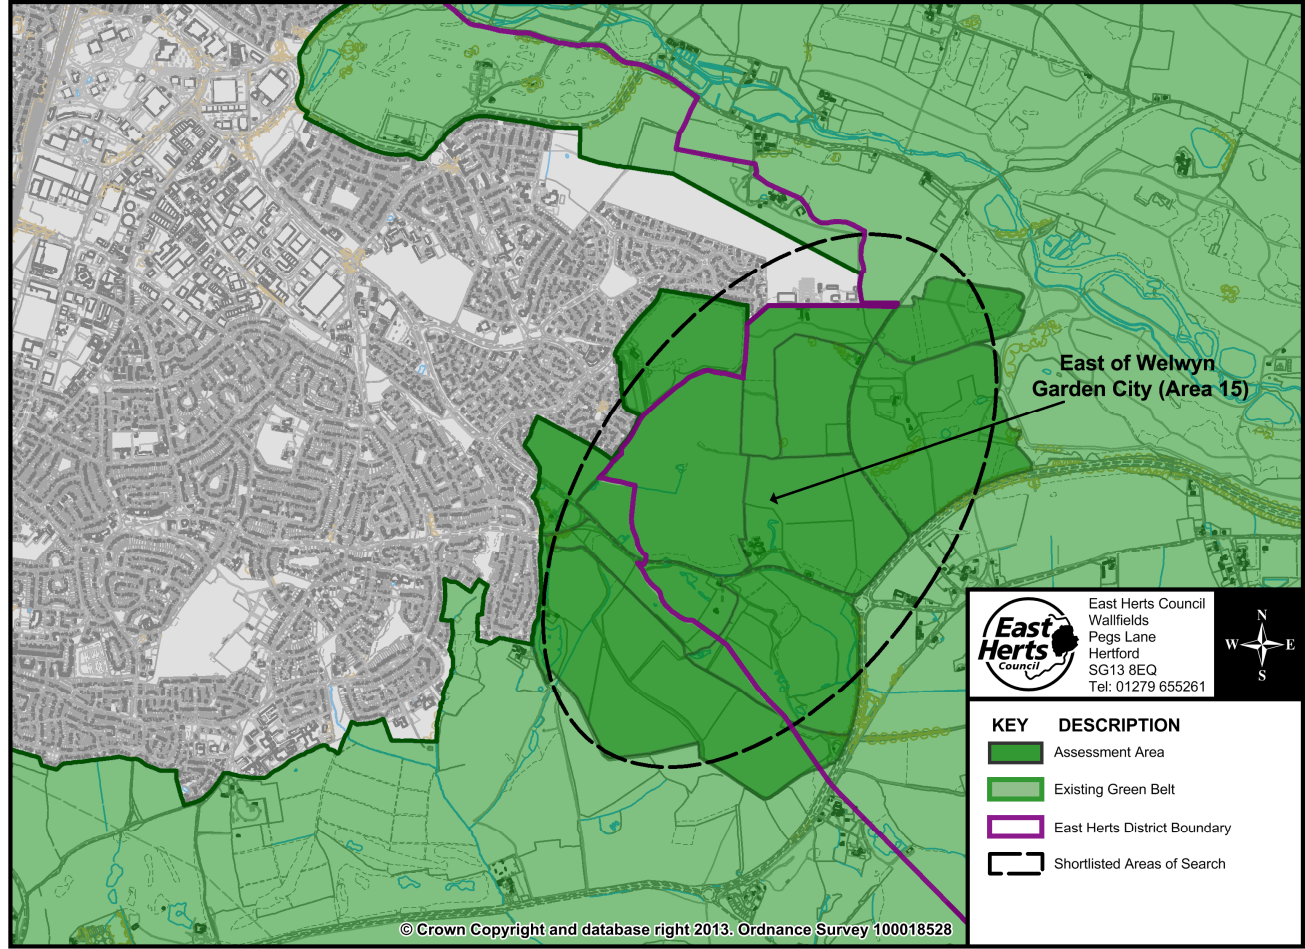 East of Welwyn
Garden City (Area 15)
East
Herts
Council
East Herts Council
Wallfields
Pegs Lane
Hertford
SG13 8EQ
Tel: 01279 655261
N
W E
S
KEY DESCRIPTION
Assessment Area
Existing Green Belt
East Herts District Boundary
Shortlisted Areas of Search
© Crown Copyright and database right 2013. Ordnance Survey 100018528